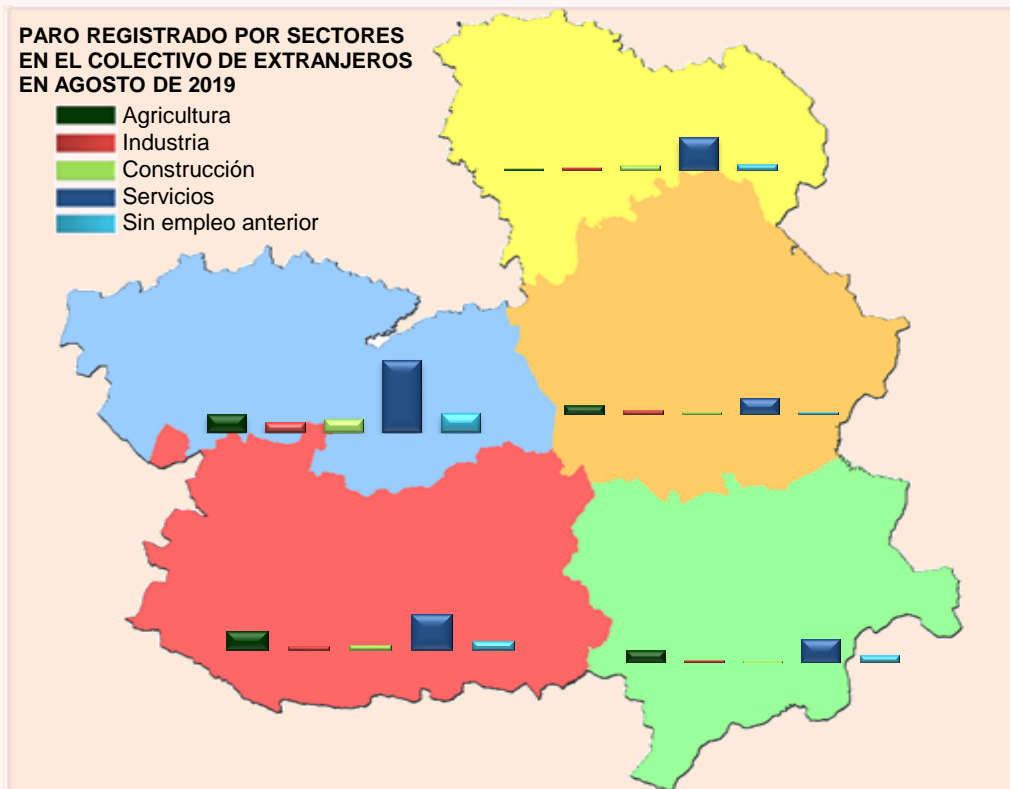 PARO REGISTRADO POR SECTORES
EN EL COLECTIVO DE EXTRANJEROS
EN AGOSTO DE 2019
Agricultura
Industria
Construcción
Servicios
Sin empleo anterior